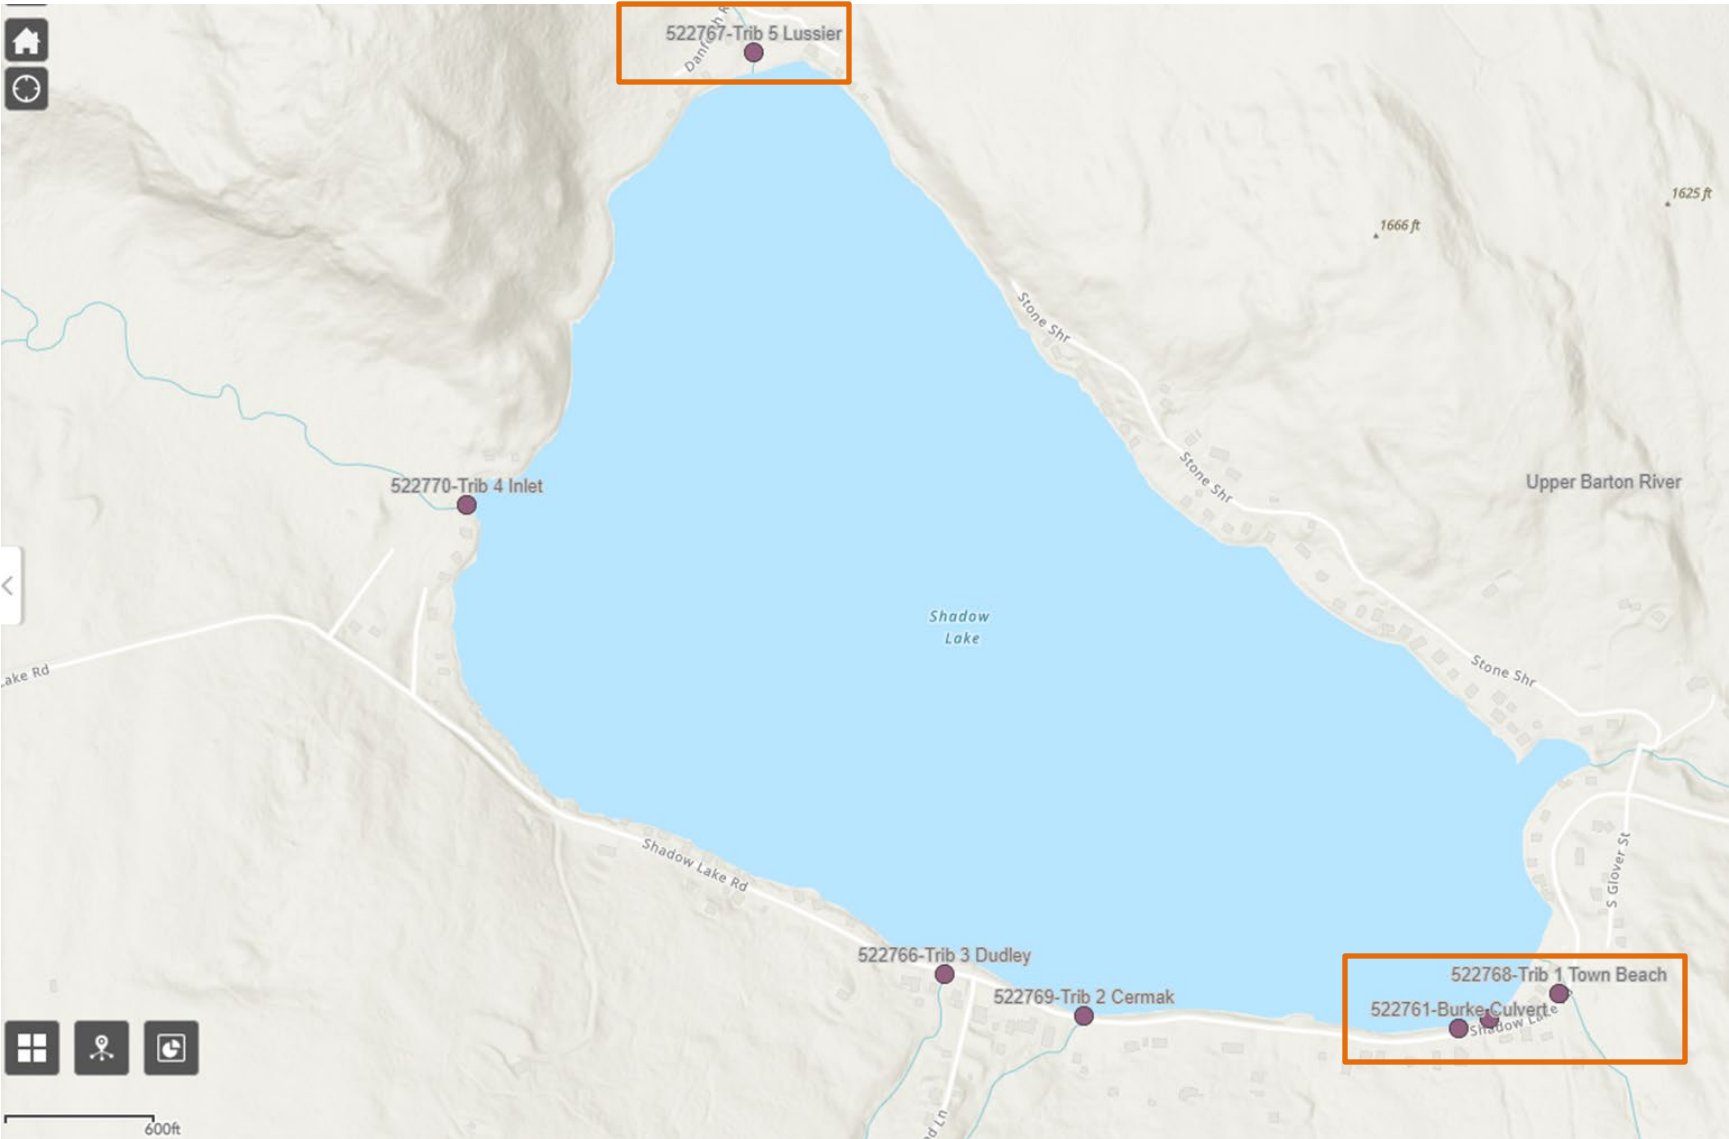 522767-Trib 5 Lussier
1625 ft
1666 ft
Stone Shr
Stone Shr
Upper Barton River
522770-Trib 4 Inlet
Shadow
Lake
Stone Shr
Lake Rd
Shadow Lake Rd
S Glover St
522766-Trib 3 Dudley
522768-Trib 1 Town Beach
522769-Trib 2 Cermak
522761-Burke Culvert
Shadow Lake
600ft